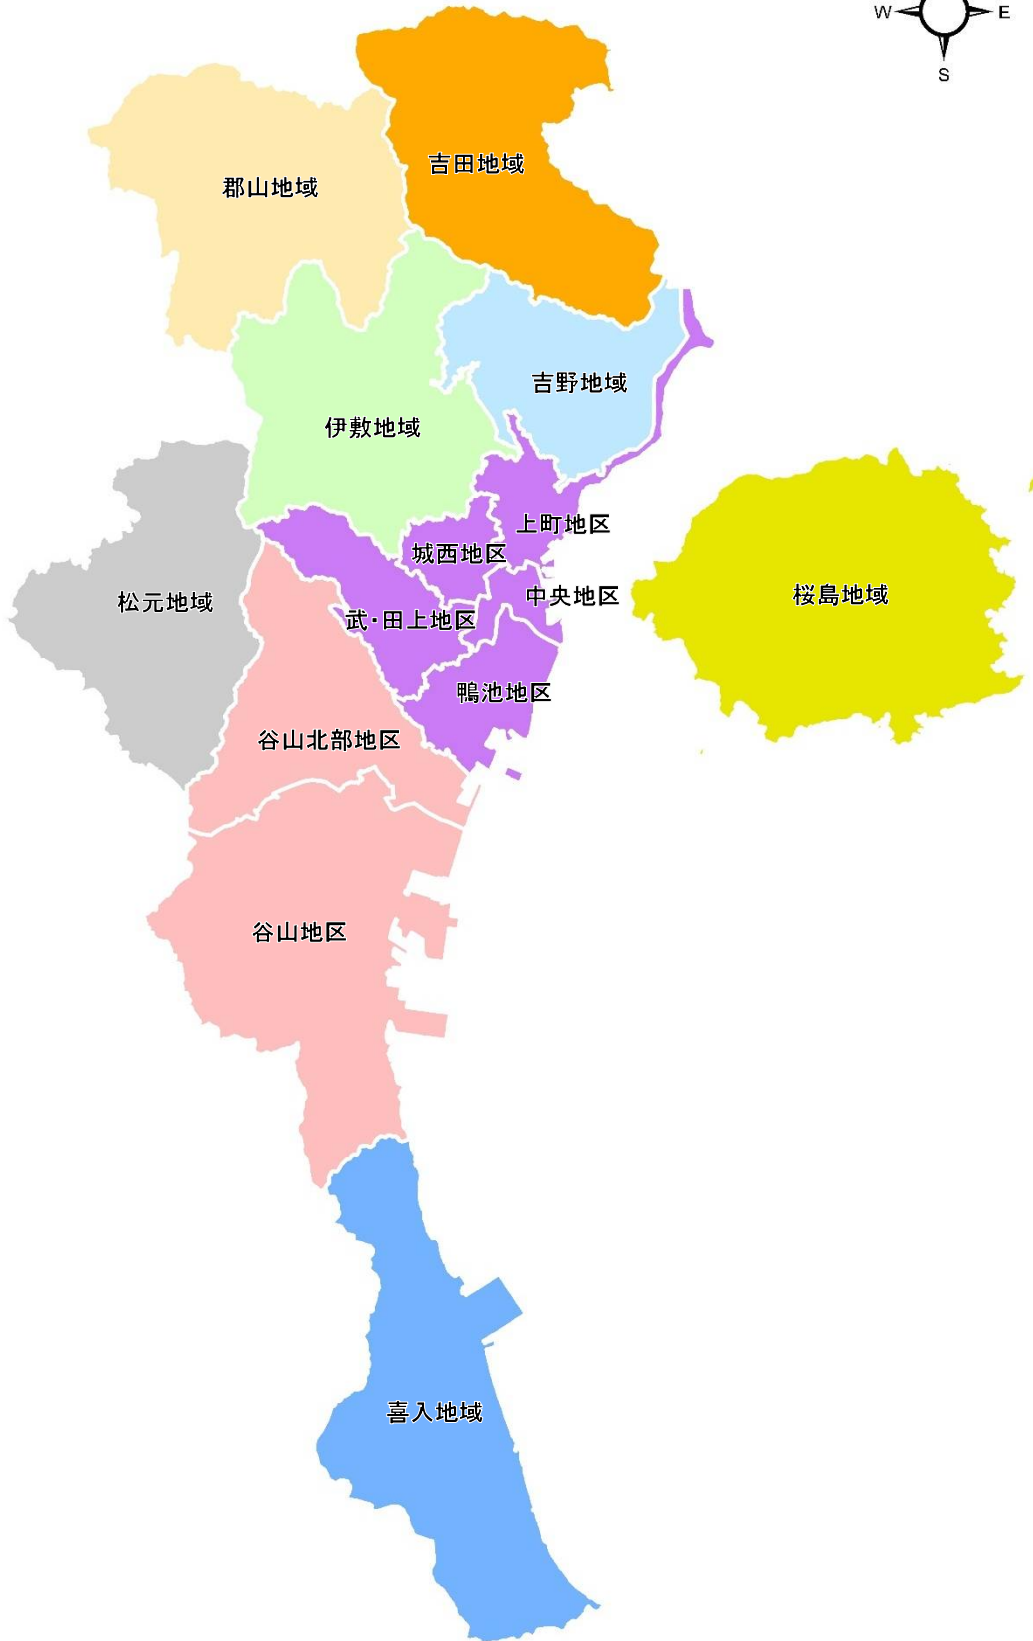 W E
S
吉田地域
郡山地域
吉野地域
伊敷地域
上町地区
城西地区
中央地区
桜島地域
松元地域
武・田上地区
鴨池地区
谷山北部地区
谷山地区
喜入地域